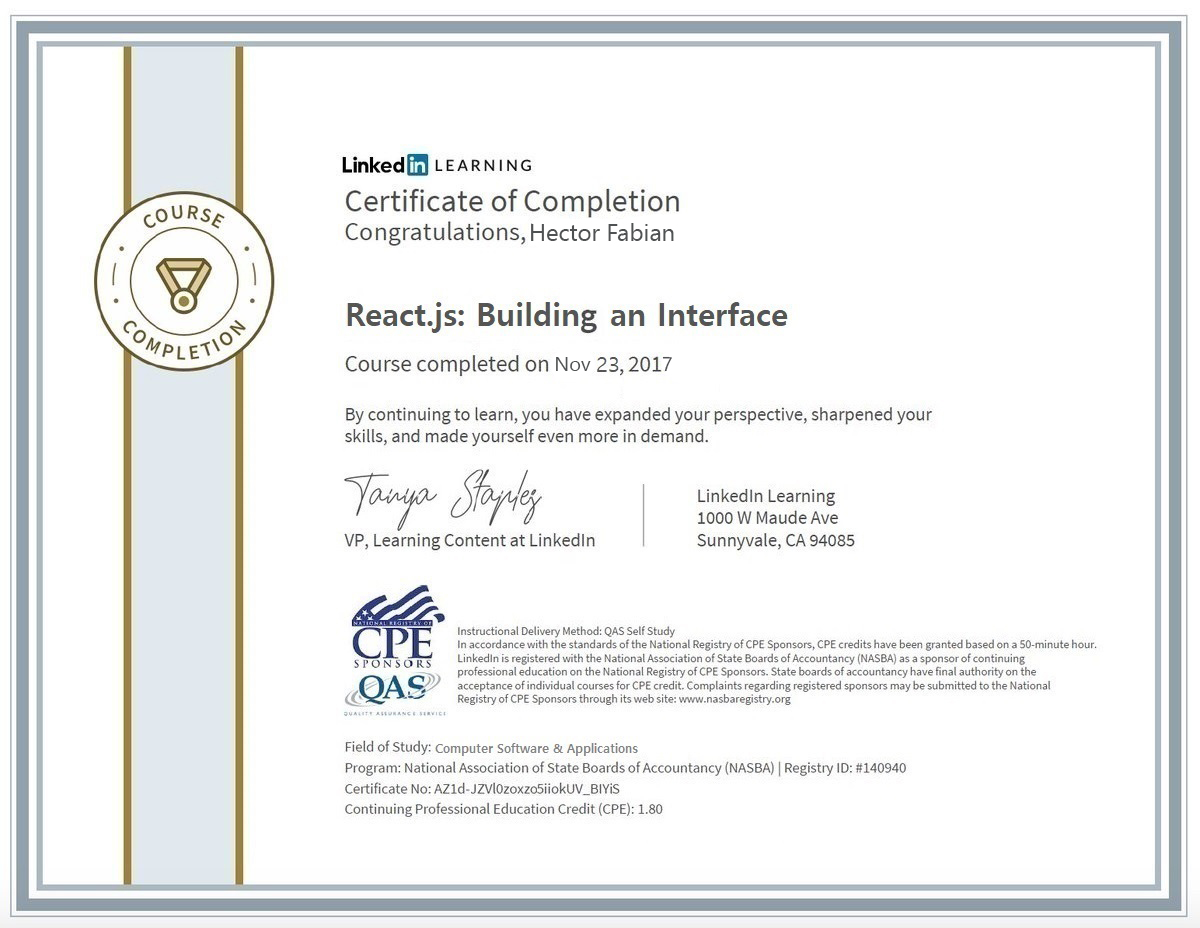 COURSE
COMPLETION
Linkedin LEARNING
Certificate of Completion
Congratulations, Hector Fabian
React.js: Building an Interface
Course completed on Nov 23, 2017
By continuing to learn, you have expanded your perspective, sharpened your
skills, and made yourself even more in demand.
Tanya Staples
VP, Learning Content at LinkedIn
LinkedIn Learning
1000 W Maude Ave
Sunnyvale, CA 94085
NATIONAL REGISTRY OF
CPE
SPONSORS
QAS
QUALITY ASSURANCE SERVICE
Instructional Delivery Method: QAS Self Study
In accordance with the standards of the National Registry of CPE Sponsors, CPE credits have been granted based on a 50-minute hour.
LinkedIn is registered with the National Association of State Boards of Accountancy (NASBA) as a sponsor of continuing
professional education on the National Registry of CPE Sponsors. State boards of accountancy have final authority on the
acceptance of individual courses for CPE credit. Complaints regarding registered sponsors may be submitted to the National
Registry of CPE Sponsors through its web site: www.nasbaregistry.org
Field of Study: Computer Software & Applications
Program: National Association of State Boards of Accountancy (NASBA) | Registry ID: #140940
Certificate No: AZ1d-JZVl0zoxzo5iiokUV_BIYiS
Continuing Professional Education Credit (CPE): 1.80